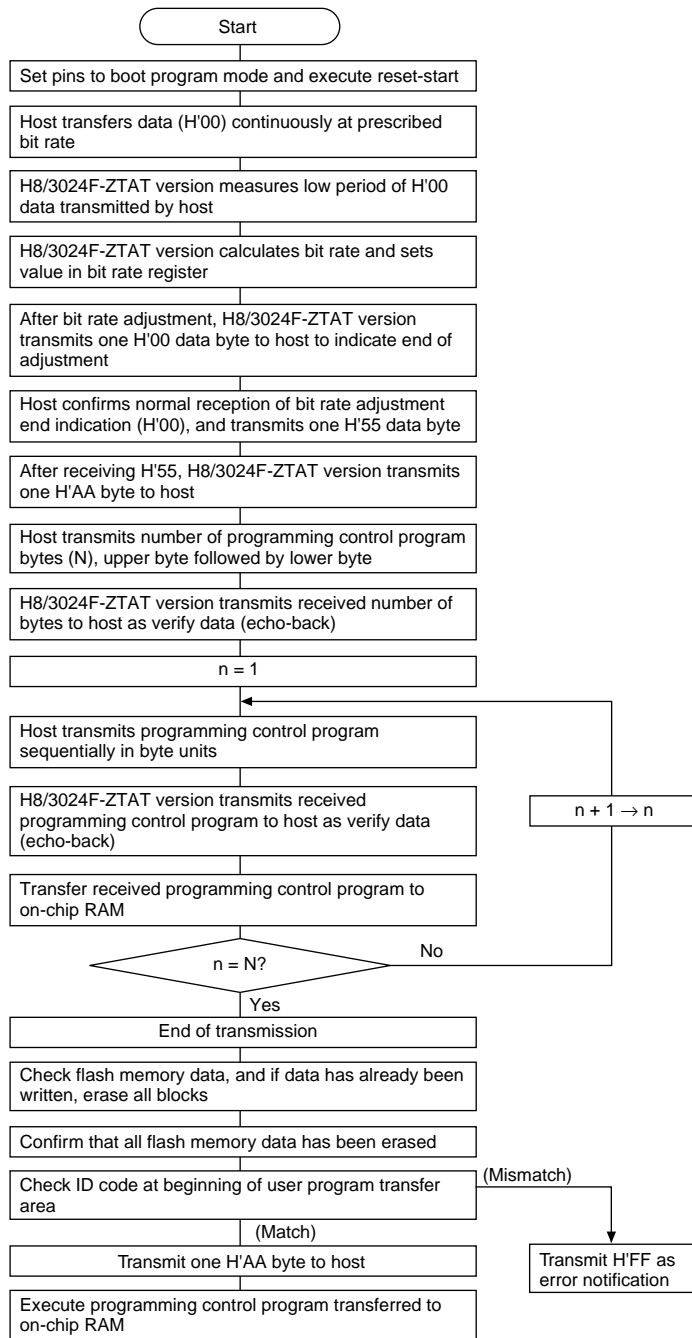 Start
Set pins to boot program mode and execute reset-start
Host transfers data (H'00) continuously at prescribed
bit rate
H8/3024F-ZTAT version measures low period of H'00
data transmitted by host
H8/3024F-ZTAT version calculates bit rate and sets
value in bit rate register
After bit rate adjustment, H8/3024F-ZTAT version
transmits one H'00 data byte to host to indicate end of
adjustment
Host confirms normal reception of bit rate adjustment
end indication (H'00), and transmits one H'55 data byte
After receiving H'55, H8/3024F-ZTAT version transmits
one H'AA byte to host
Host transmits number of programming control program
bytes (N), upper byte followed by lower byte
H8/3024F-ZTAT version transmits received number of
bytes to host as verify data (echo-back)
n = 1
Host transmits programming control program
sequentially in byte units
H8/3024F-ZTAT version transmits received
programming control program to host as verify data
(echo-back)
n + 1 → n
Transfer received programming control program to
on-chip RAM
n = N?
No
Yes
End of transmission
Check flash memory data, and if data has already been
written, erase all blocks
Confirm that all flash memory data has been erased
Check ID code at beginning of user program transfer
area
(Mismatch)
(Match)
Transmit one H'AA byte to host
Transmit H'FF as
error notification
Execute programming control program transferred to
on-chip RAM